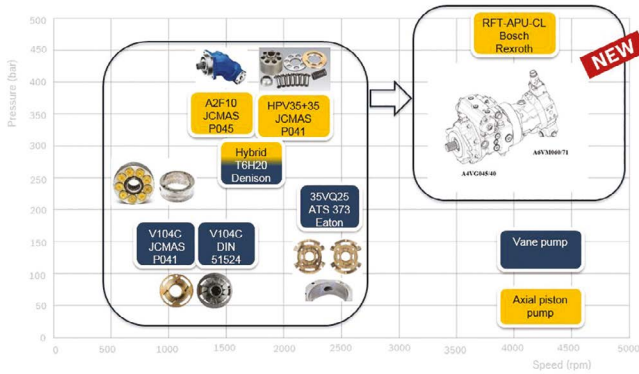 Pressure (bar)
500
450
400
350
300
250
200
150
100
50
0
0
500
1000
1500
2000
2500
3000
3500
4000
4500
5000
Speed (rpm)
A2F10
JCMAS
P045
HPV35+35
JCMAS
P041
Hybrid
T6H20
Denison
35VQ25
ATS 373
Eaton
V104C
JCMAS
P041
V104C
DIN
51524
RFT-APU-CL
Bosch
Rexroth
NEW
A6VM060/71
A4VG045/40
Vane pump
Axial piston
pump